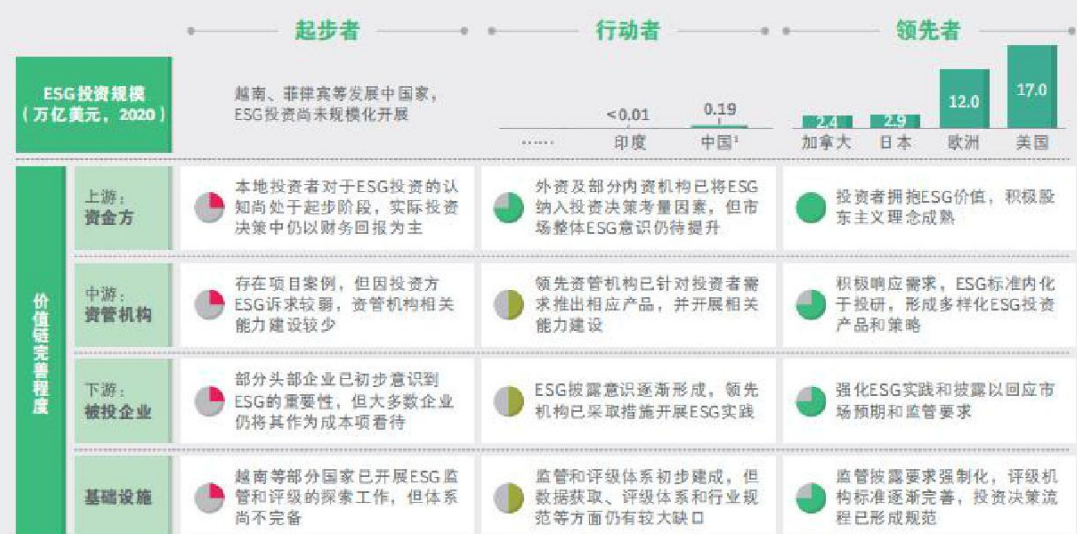 起步者
行动者
领先者
ESG投资规模
（万亿美元，2020）
越南、菲律宾等发展中国家，
ESG投资尚未规模化开展
<0.01
0.19
2.4
2.9
12.0
17.0
……
印度
中国¹
加拿大
日本
欧洲
美国
价值链完善程度
上游：
资金方
本地投资者对于ESG投资的认
知尚处于起步阶段，实际投资
决策中仍以财务回报为主
外资及部分内资机构已将ESG
纳入投资决策考量因素，但市
场整体ESG意识仍待提升
投资者拥抱ESG价值，积极股
东主义理念成熟
中游：
资管机构
存在项目案例，但因投资方
ESG诉求较弱，资管机构相关
能力建设较少
领先资管机构已针对投资者需
求推出相应产品，并开展相关
能力建设
积极响应需求，ESG标准内化
于投研，形成多样化ESG投资
产品和策略
下游：
被投企业
部分头部企业已初步意识到
ESG的重要性，但大多数企业
仍将其作为成本项看待
ESG披露意识逐渐形成，领先
机构已采取措施开展ESG实践
强化ESG实践和披露以回应市
场预期和监管要求
基础设施
越南等部分国家已开展ESG监
管和评级的探索工作，但体系
尚不完备
监管和评级体系初步建成，但
数据获取、评级体系和行业规
范等方面仍有较大缺口
监管披露要求强制化，评级机
构标准逐渐完善，投资决策流
程已形成规范